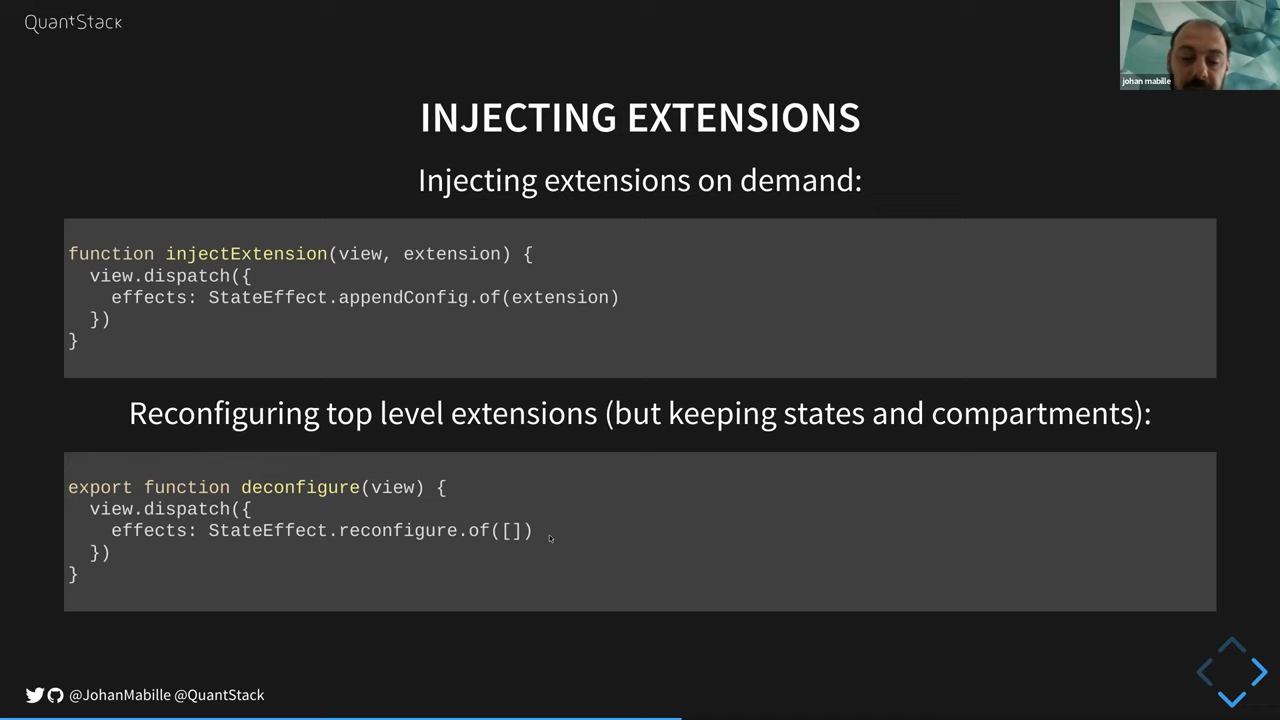 QuantStack
johan mabille
INJECTING EXTENSIONS
Injecting extensions on demand:
function injectExtension(view, extension) {
  view.dispatch({
    effects: StateEffect.appendConfig.of(extension)
  })
}
Reconfiguring top level extensions (but keeping states and compartments):
export function deconfigure(view) {
  view.dispatch({
    effects: StateEffect.reconfigure.of([])
  })
}
@JohanMabille @QuantStack